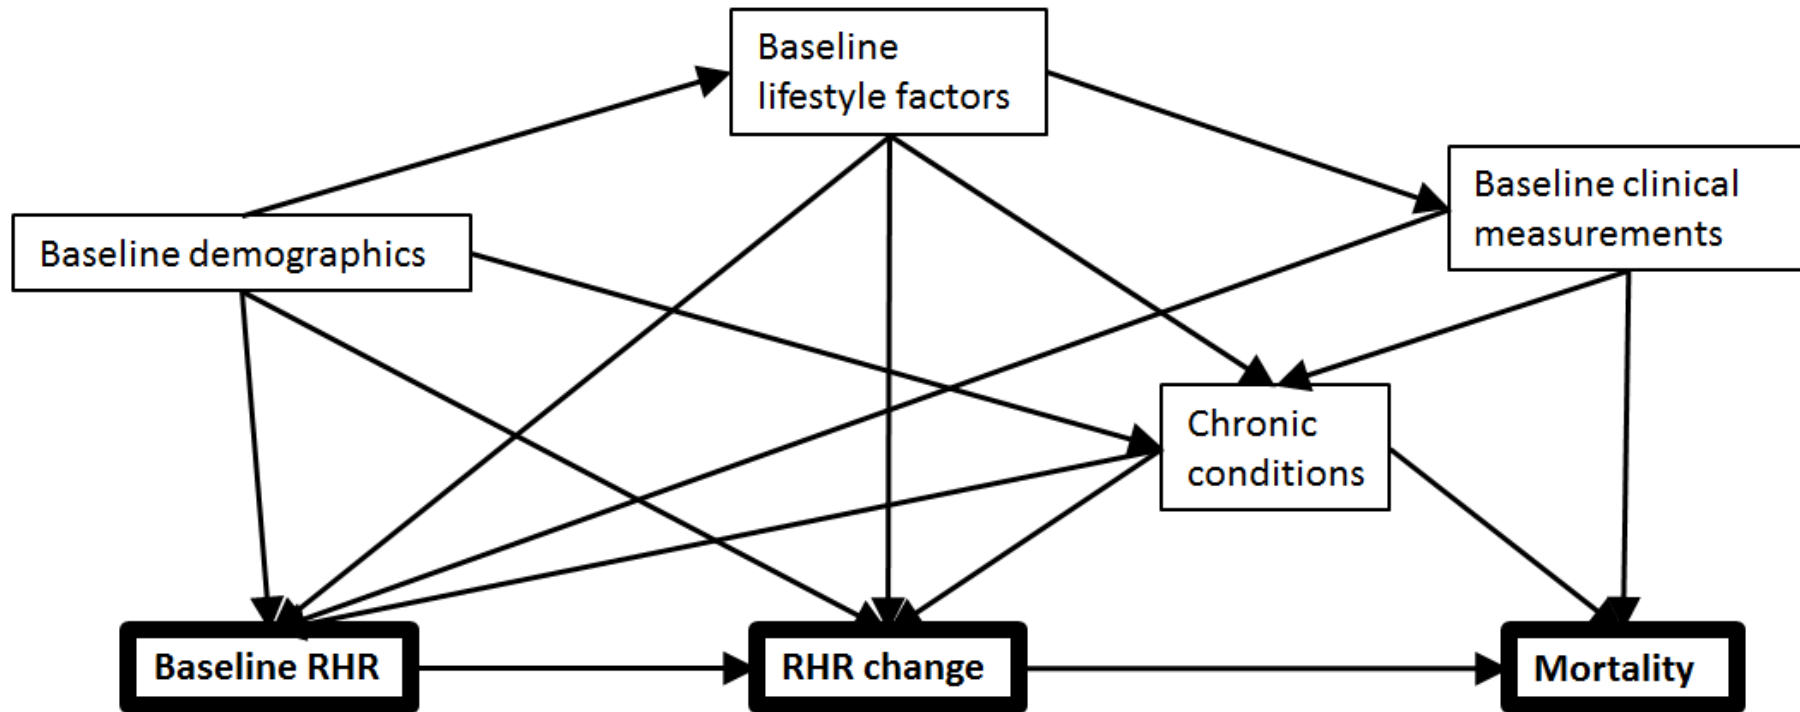 Baseline
lifestyle factors
Baseline clinical
measurements
Baseline demographics
Chronic
conditions
Baseline RHR
RHR change
Mortality